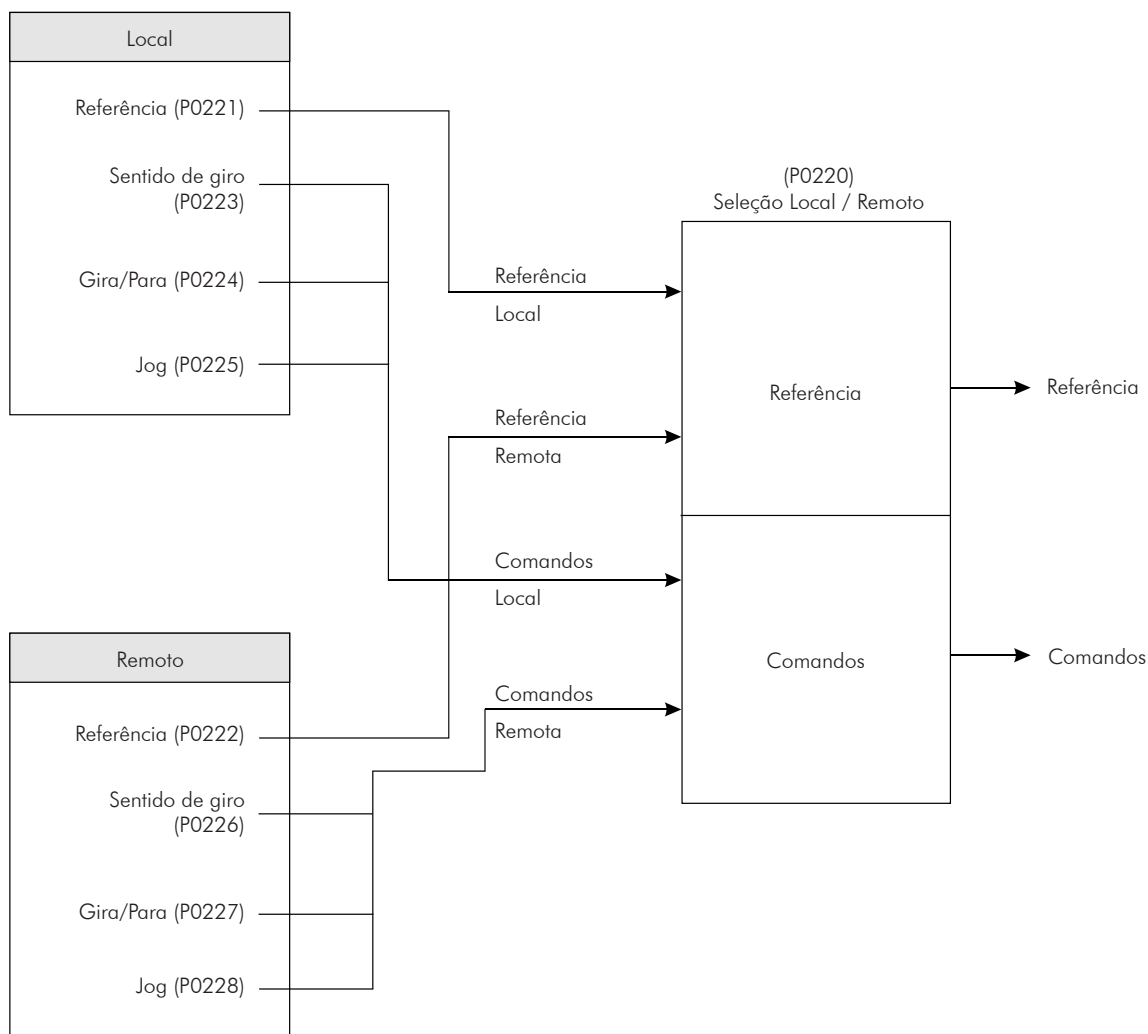 Local
Referência (P0221)
Sentido de giro
(P0223)
Gira/Para (P0224)
Jog (P0225)
(P0220)
Seleção Local / Remoto
Referência
Local
Referência
Remota
Referência
Referência
Comandos
Local
Comandos
Remota
Comandos
Comandos
Remoto
Referência (P0222)
Sentido de giro
(P0226)
Gira/Para (P0227)
Jog (P0228)